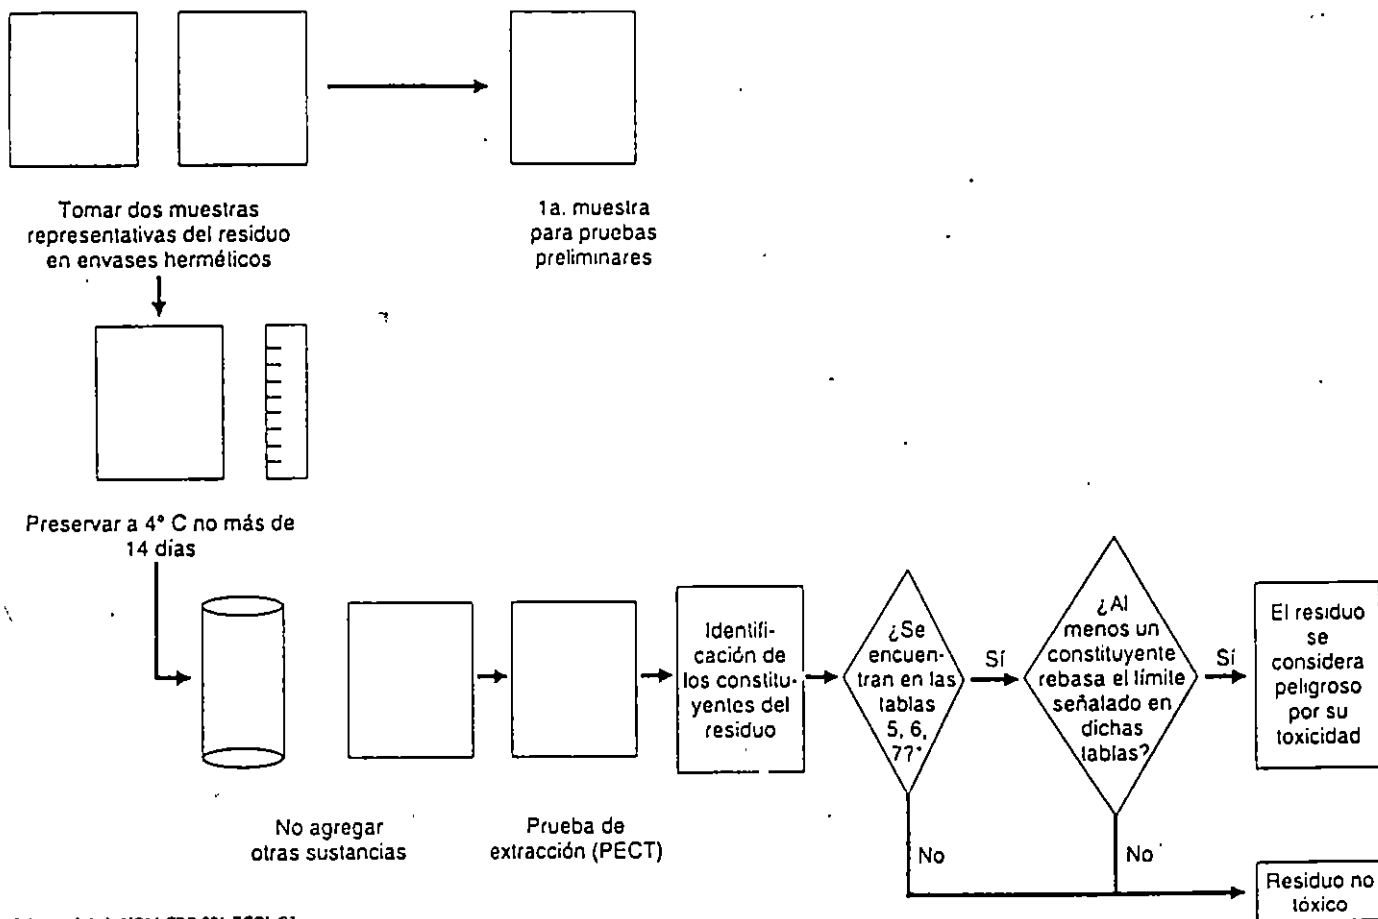 Tomar dos muestras
representativas del residuo
en envases herméticos
1a. muestra
para pruebas
preliminares
Preservar a 4° C no más de
14 días
No agregar
otras sustancias
Prueba de
extracción (PECT)
Identifi-
cación de
los constitu-
yentes del
residuo
¿Se
encuen-
tran en las
tablas
5, 6,
7?*
Sí
¿Al
menos un
constituyente
rebasa el límite
señalado en
dichas
tablas?
Sí
El residuo
se
considera
peligroso
por su
toxicidad
No
No
Residuo no
tóxico